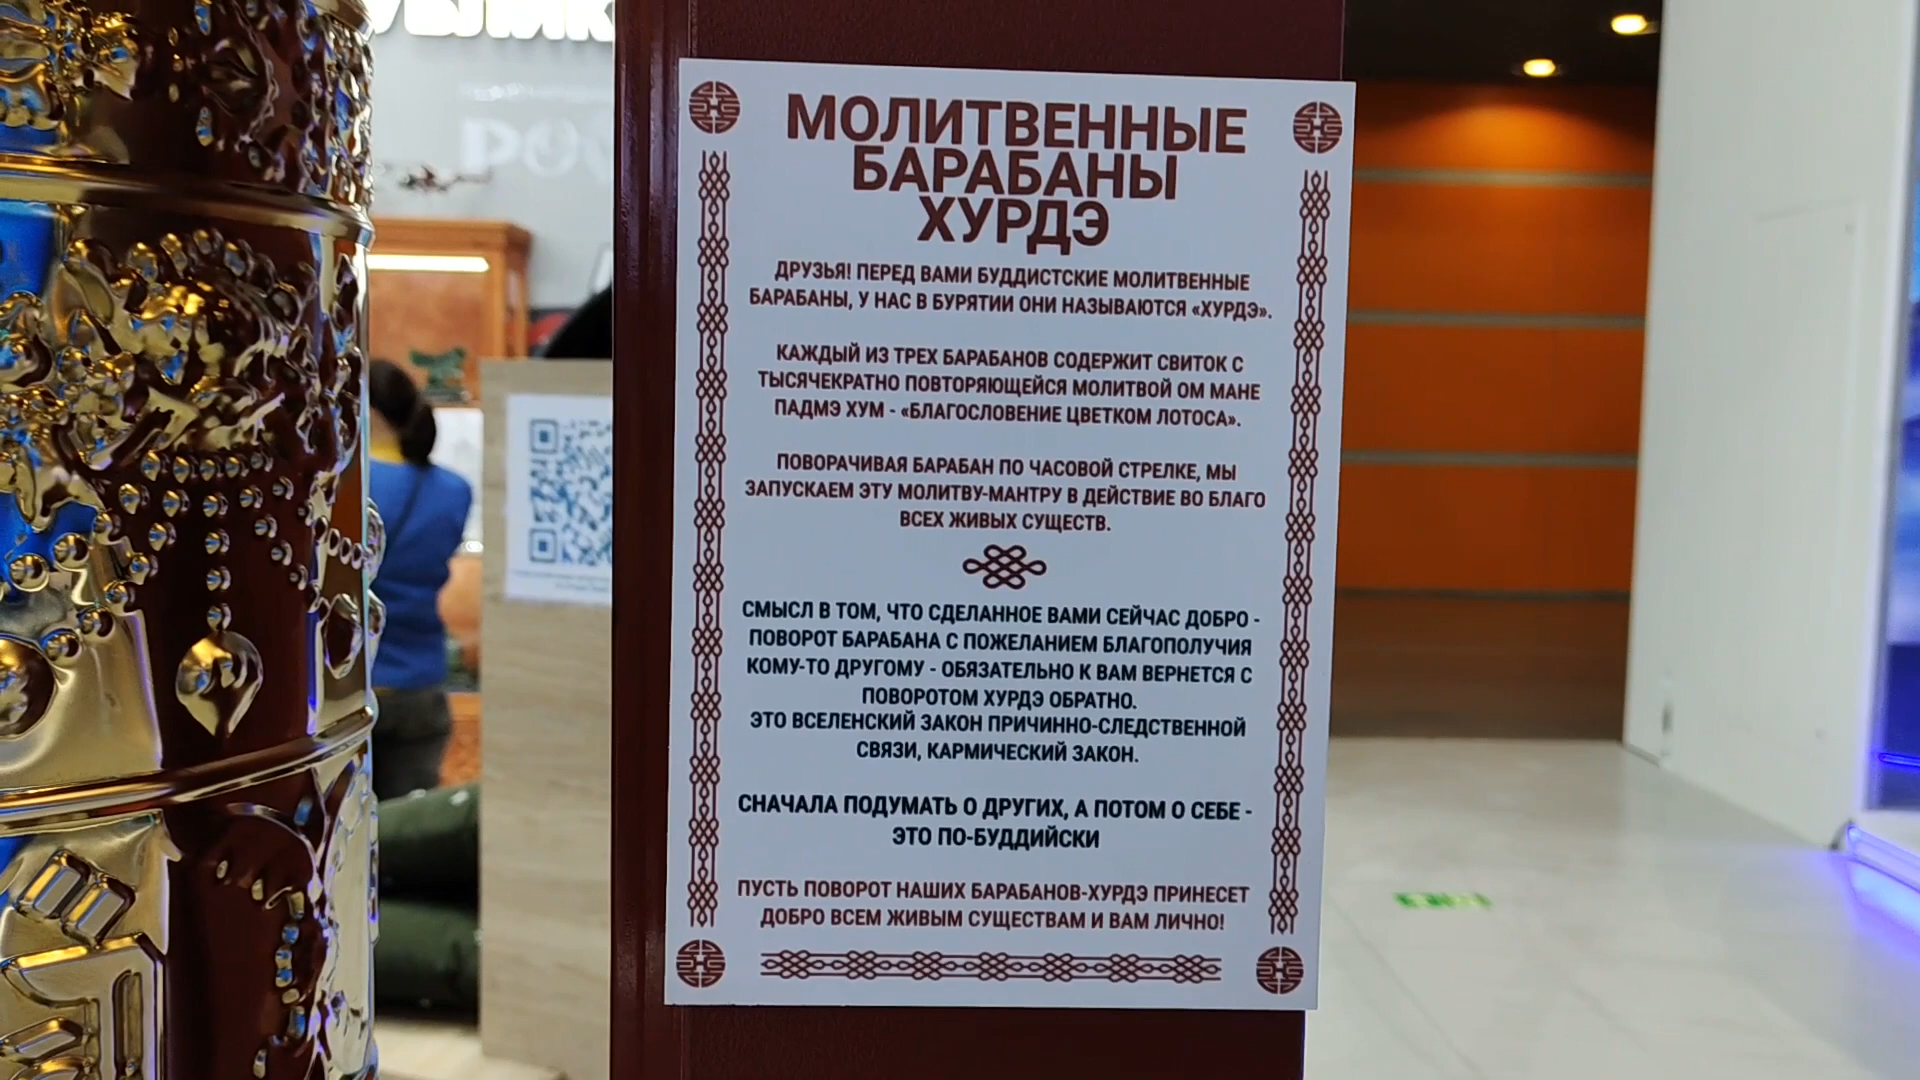 МОЛИТВЕННЫЕ
БАРАБАНЫ
ХУРДЭ
ДРУЗЬЯ! ПЕРЕД ВАМИ БУДДИСТСКИЕ МОЛИТВЕННЫЕ
БАРАБАНЫ, У НАС В БУРЯТИИ ОНИ НАЗЫВАЮТСЯ «ХУРДЭ».
КАЖДЫЙ ИЗ ТРЕХ БАРАБАНОВ СОДЕРЖИТ СВИТОК С
ТЫСЯЧЕКРАТНО ПОВТОРЯЮЩЕЙСЯ МОЛИТВОЙ ОМ МАНЕ
ПАДМЭ ХУМ - «БЛАГОСЛОВЕНИЕ ЦВЕТКОМ ЛОТОСА».
ПОВОРАЧИВАЯ БАРАБАН ПО ЧАСОВОЙ СТРЕЛКЕ, МЫ
ЗАПУСКАЕМ ЭТУ МОЛИТВУ-МАНТРУ В ДЕЙСТВИЕ ВО БЛАГО
ВСЕХ ЖИВЫХ СУЩЕСТВ.
СМЫСЛ В ТОМ, ЧТО СДЕЛАННОЕ ВАМИ СЕЙЧАС ДОБРО -
ПОВОРОТ БАРАБАНА С ПОЖЕЛАНИЕМ БЛАГОПОЛУЧИЯ
КОМУ-ТО ДРУГОМУ - ОБЯЗАТЕЛЬНО К ВАМ ВЕРНЕТСЯ С
ПОВОРОТОМ ХУРДЭ ОБРАТНО.
ЭТО ВСЕЛЕНСКИЙ ЗАКОН ПРИЧИННО-СЛЕДСТВЕННОЙ
СВЯЗИ, КАРМИЧЕСКИЙ ЗАКОН.
СНАЧАЛА ПОДУМАТЬ О ДРУГИХ, А ПОТОМ О СЕБЕ -
ЭТО ПО-БУДДИЙСКИ
ПУСТЬ ПОВОРОТ НАШИХ БАРАБАНОВ-ХУРДЭ ПРИНЕСЕТ
ДОБРО ВСЕМ ЖИВЫМ СУЩЕСТВАМ И ВАМ ЛИЧНО!